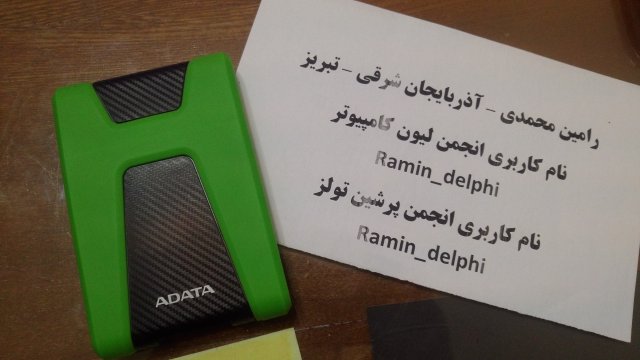 ADATA
رامین محمدی - آذربایجان شرقی - تبریز
نام کاربری انجمن لیون کامپیوتر
Ramin_delphi
نام کاربری انجمن پرشین تولز
Ramin_delphi